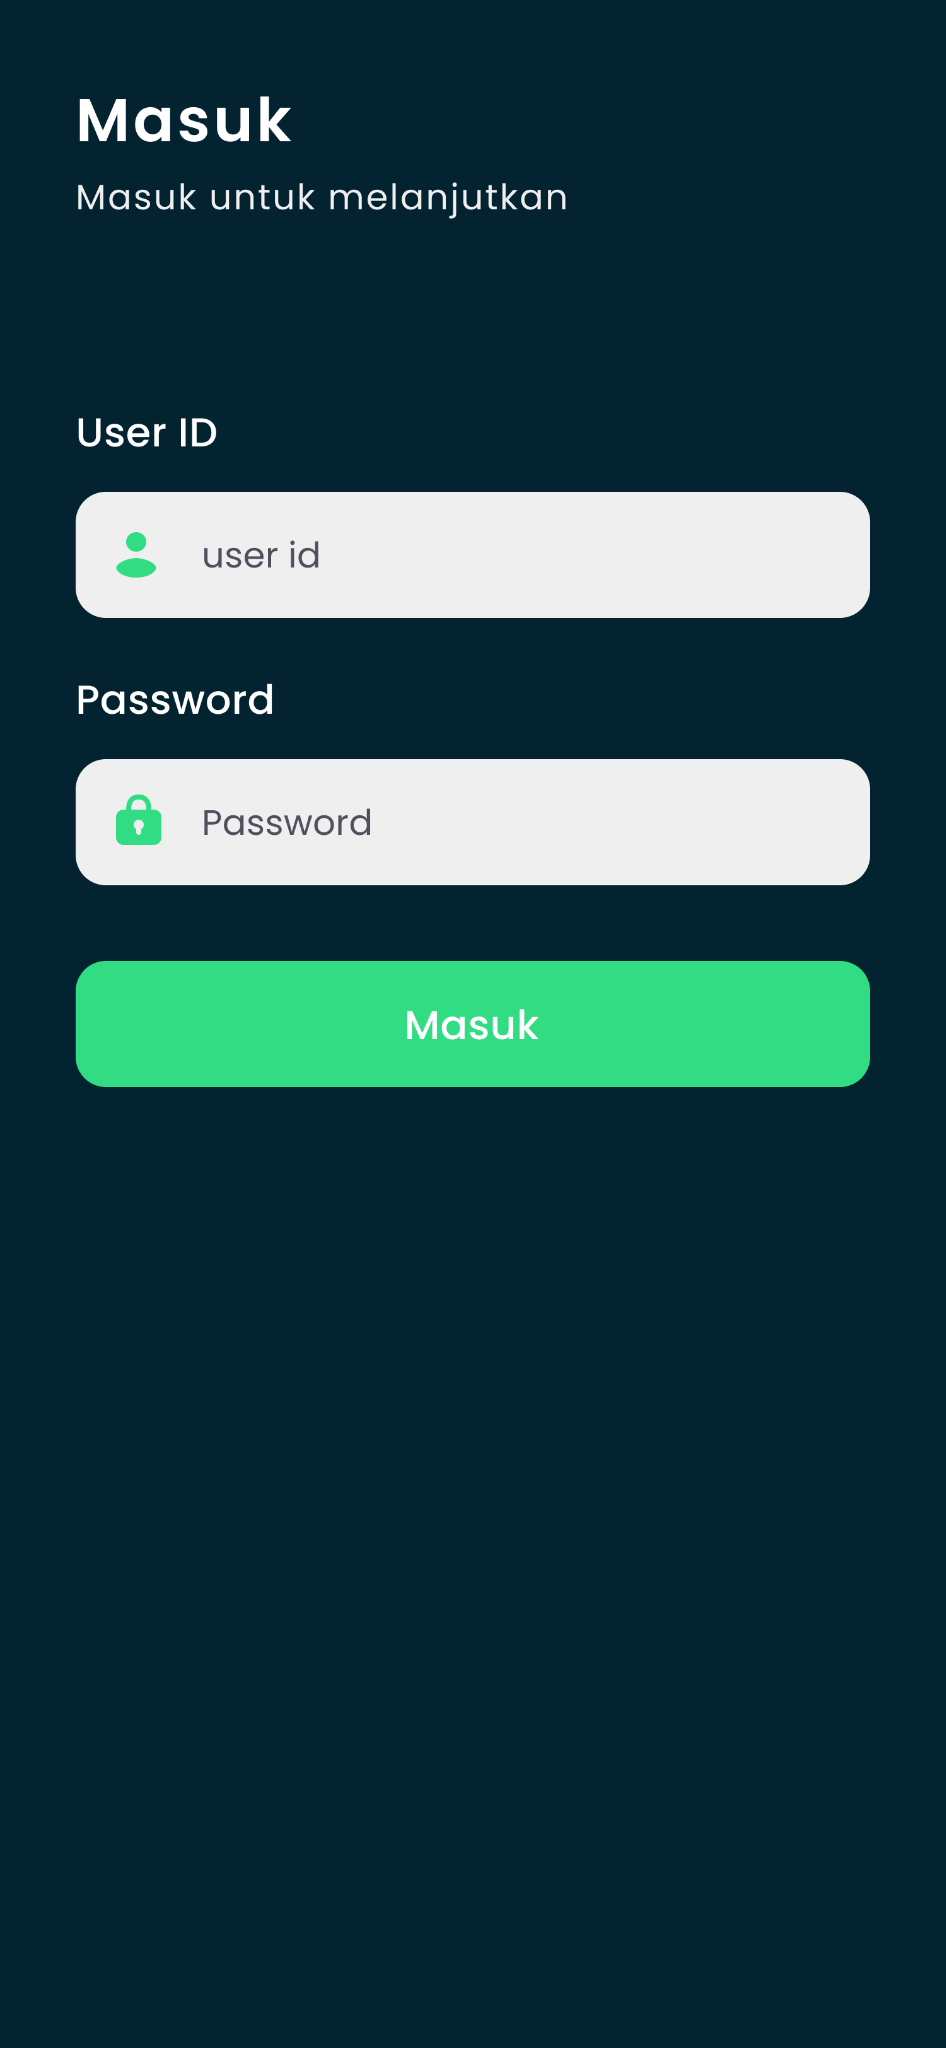 Masuk
Masuk untuk melanjutkan
User ID
user id
Password
Password
Masuk